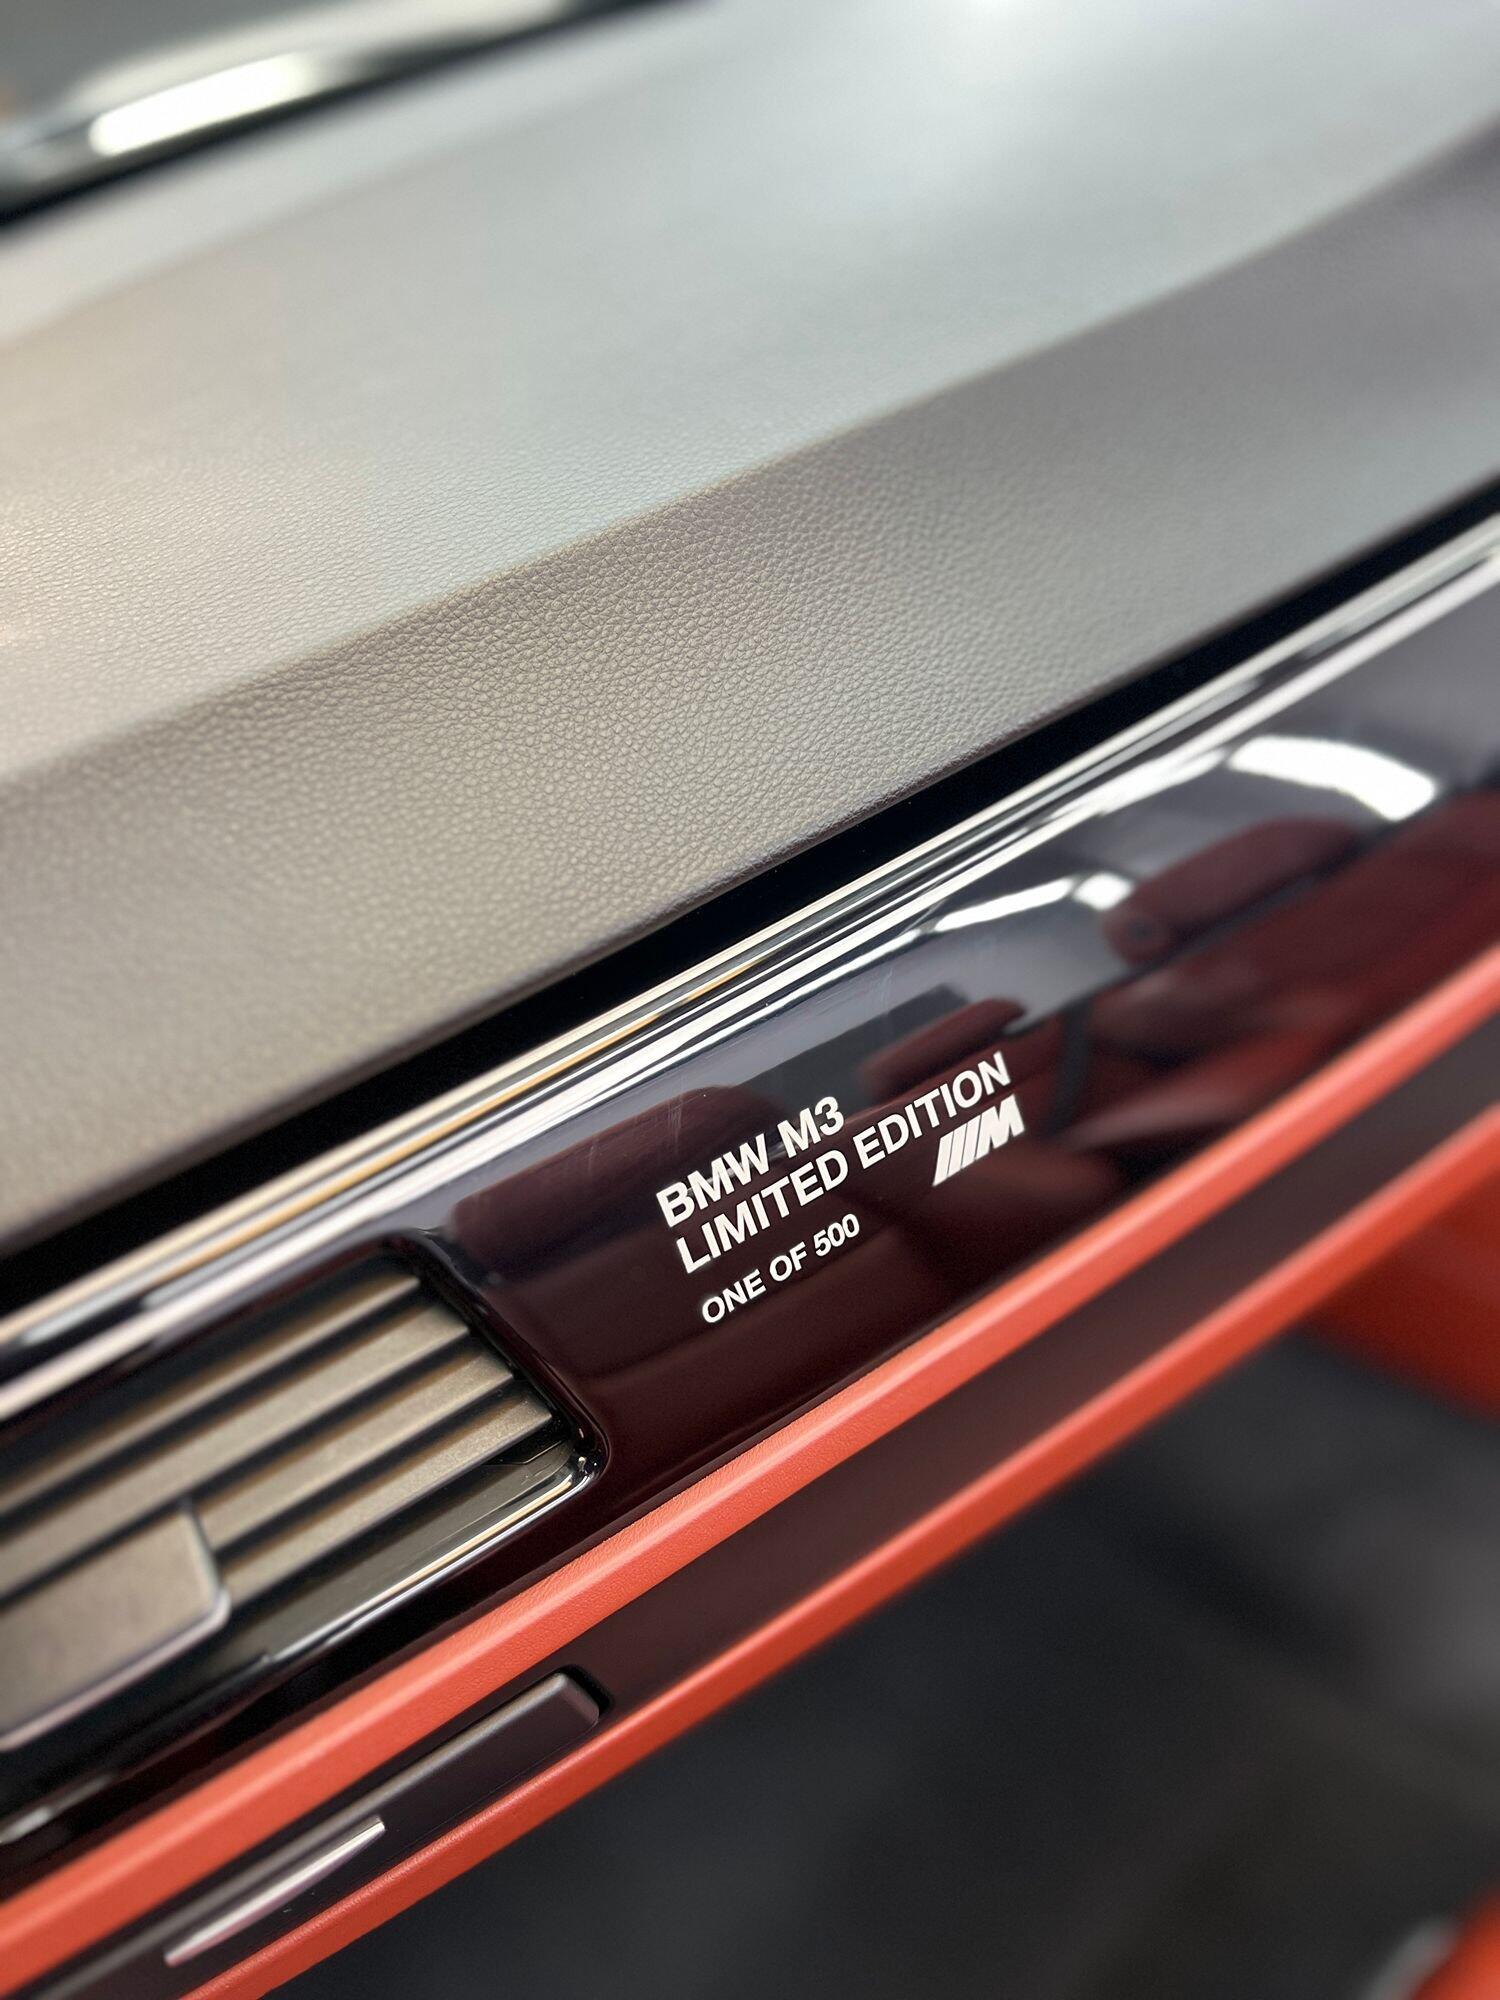 BMW M3
LIMITED EDITION
M
ONE OF 500